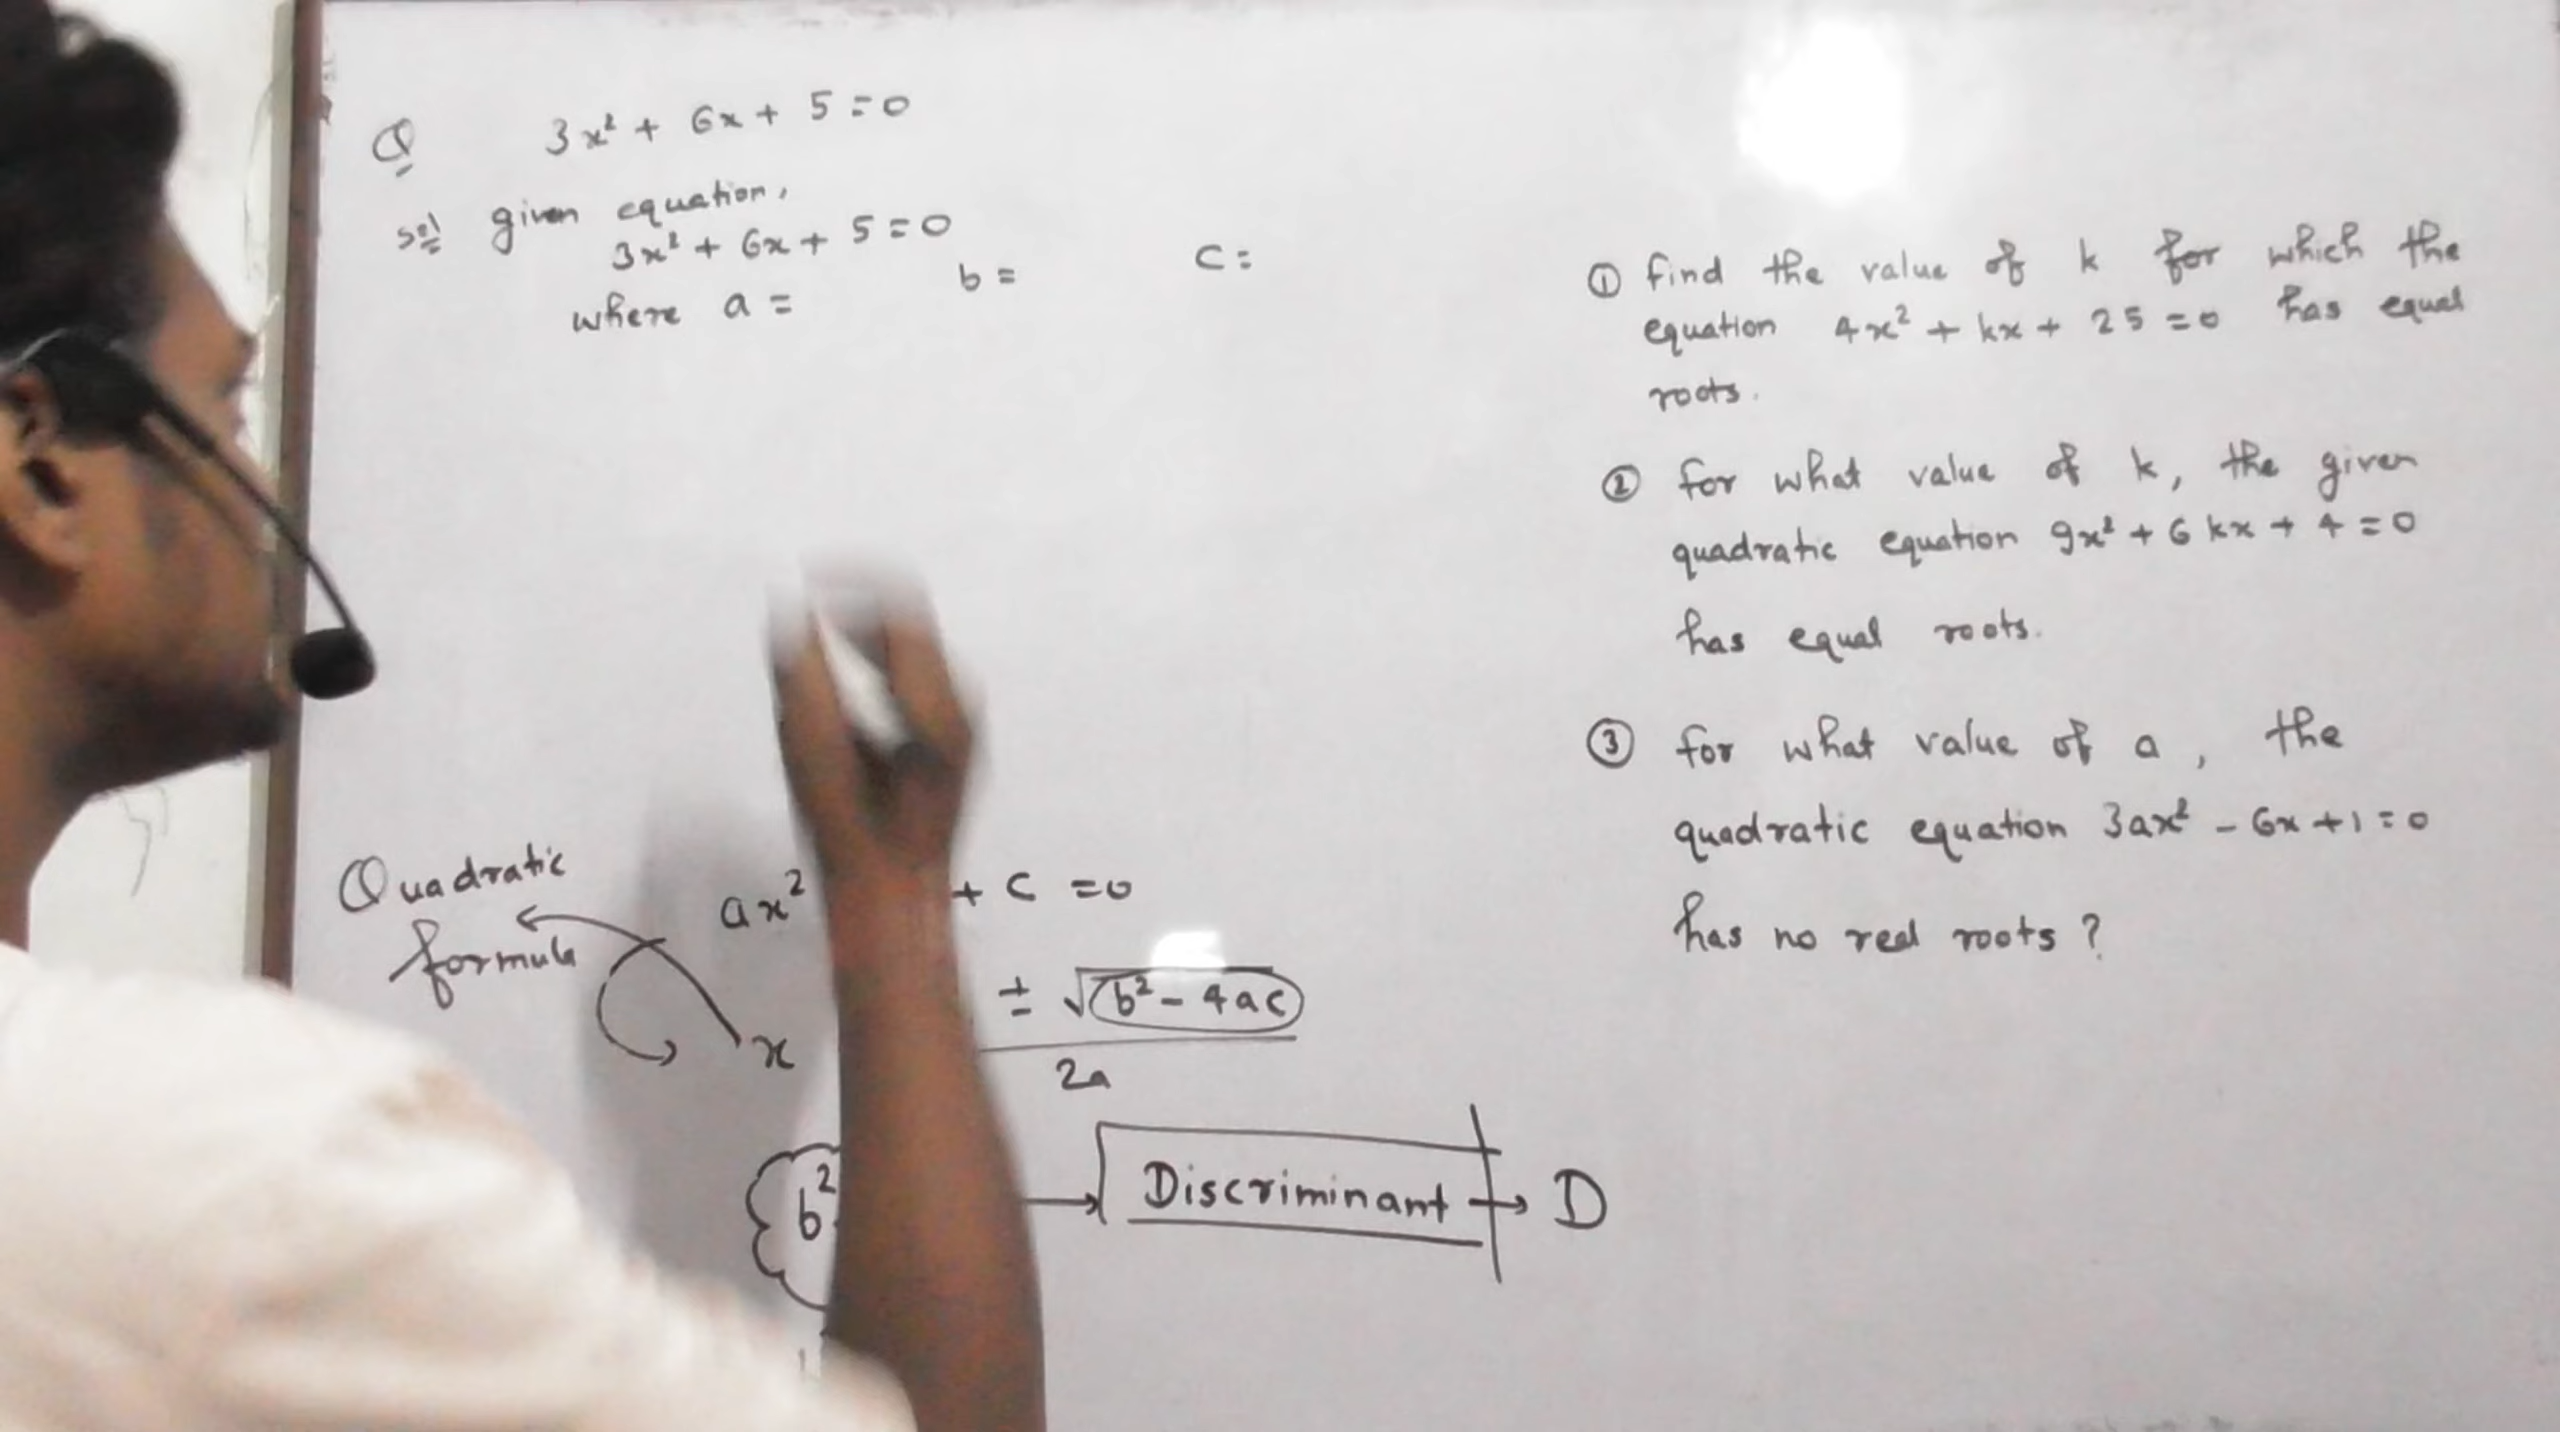 Q 3x² + 6x + 5 = 0
Sol given equation,
3x² + 6x + 5 = 0
where a = b = c =
Quadratic
formula
ax² + c = 0
x ± √b² - 4ac
2a
b² → Discriminant → D
① find the value of k for which the
equation 4x² + kx + 25 = 0 has equal
roots.
② for what value of k, the given
quadratic equation 9x² + 6kx + 4 = 0
has equal roots.
③ for what value of a, the
quadratic equation 3ax² - 6x + 1 = 0
has no real roots?